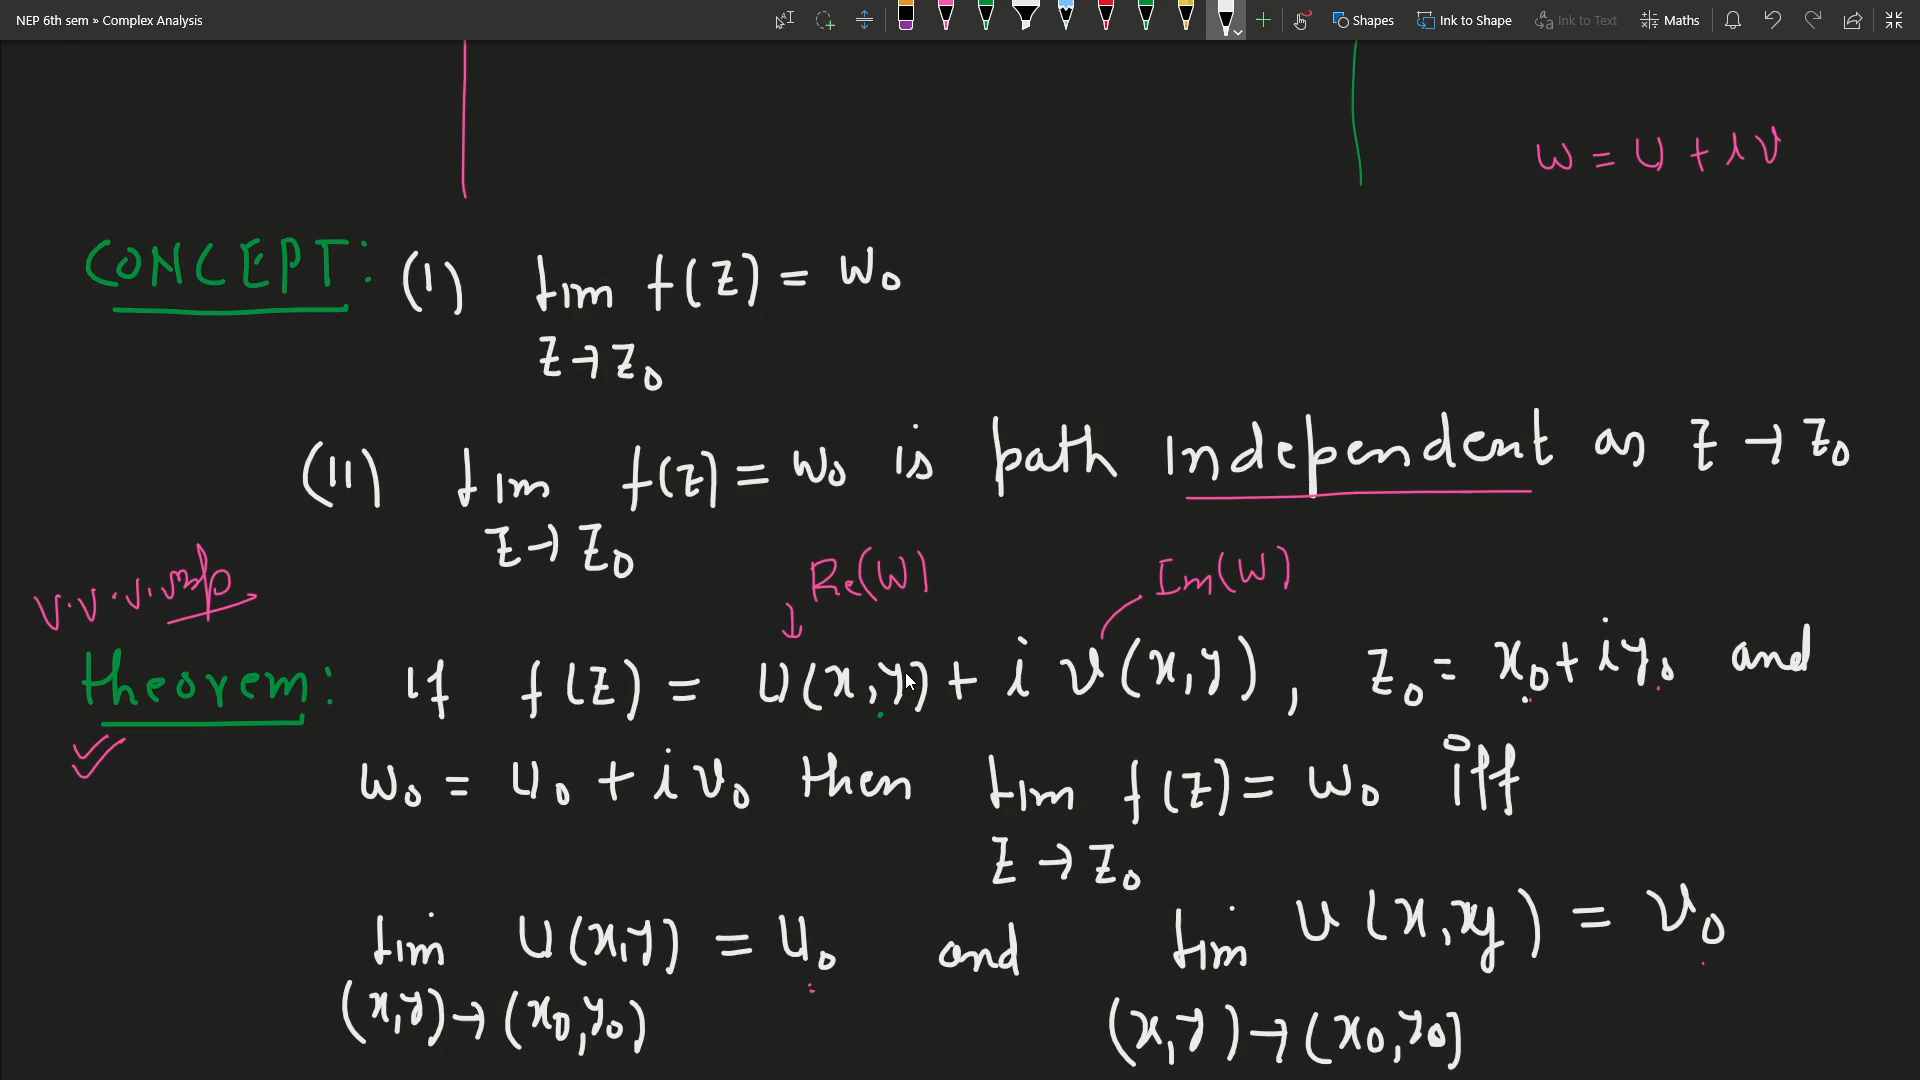 NEP 6th sem » Complex Analysis
Shapes Ink to Shape Ink to Text Maths
w = u + iv
CONCEPT: (I) lim f(z) = w₀
z→z₀
(II) lim f(z) = w₀ is path independent as z → z₀
z→z₀
v.v.v.v.imp Re(w) Im(w)
theorem: If f(z) = u(x,y) + i v(x,y), z₀ = x₀ + iy₀ and
w₀ = u₀ + iv₀ then lim f(z) = w₀ iff
z → z₀
lim u(x,y) = u₀ and lim v(x,xy) = v₀
(x,y)→(x₀,y₀) (x,y)→(x₀,y₀)